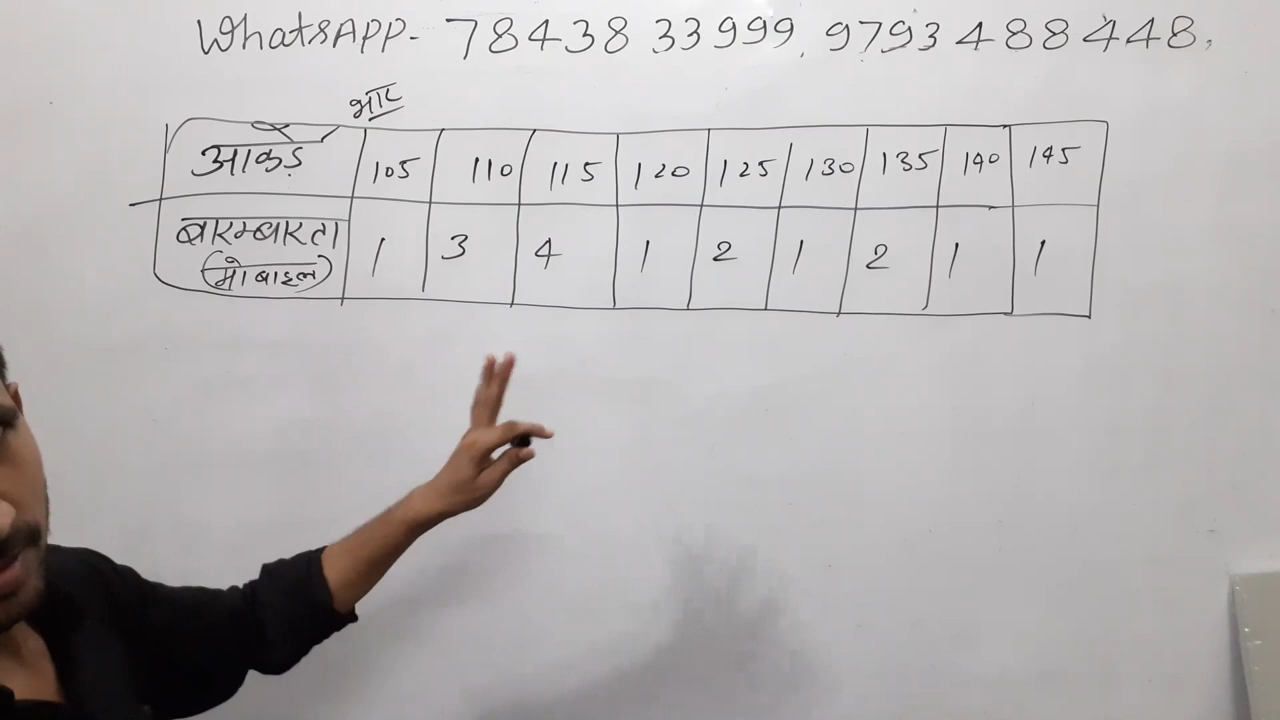 WhatsAPP- 7843833999, 9793488448,
भार
आकड़े 105 110 115 120 125 130 135 140 145
बारम्बारता 1 3 4 1 2 1 2 1 1
(मोबाइल)